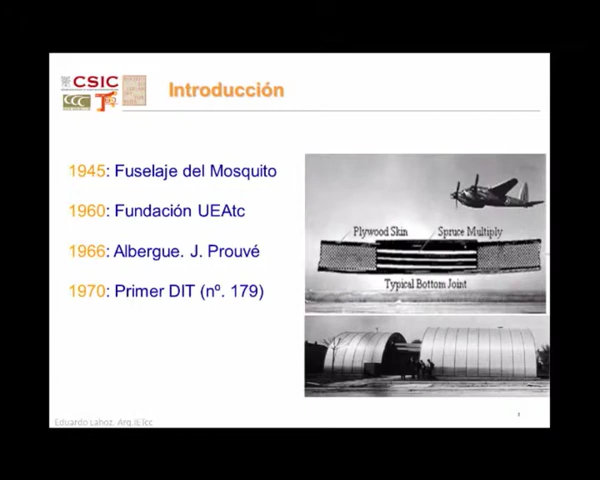 CSIC
Introducción
1945: Fuselaje del Mosquito
1960: Fundación UEAtc
1966: Albergue. J. Prouvé
1970: Primer DIT (nº. 179)
Plywood Skin
Spruce Multiply
Typical Bottom Joint
Eduardo Lahoz, Arq.IETcc